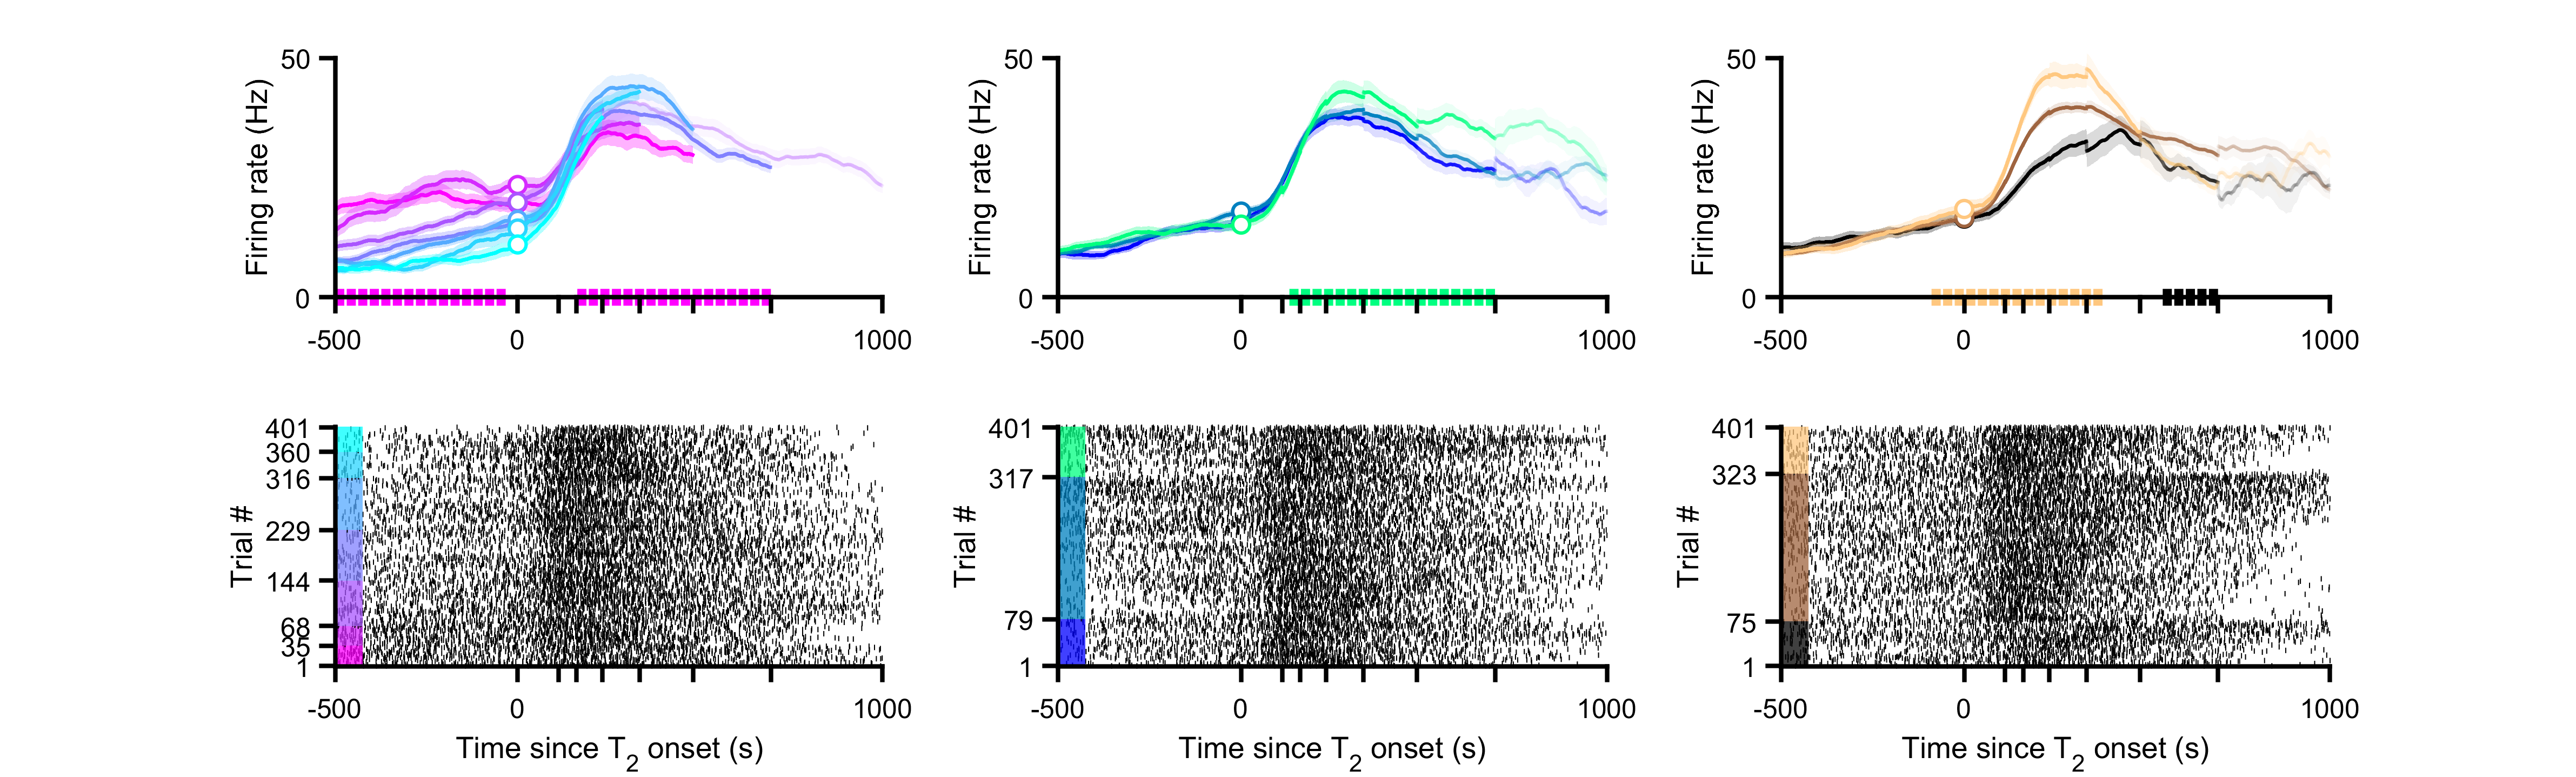 50
Firing rate (Hz)
0
-500 0 1000
50
Firing rate (Hz)
0
-500 0 1000
50
Firing rate (Hz)
0
-500 0 1000
401
360
316
229
144
68
35
1
Trial #
-500 0 1000
Time since T2 onset (s)
401
317
79
1
Trial #
-500 0 1000
Time since T2 onset (s)
401
323
75
1
Trial #
-500 0 1000
Time since T2 onset (s)